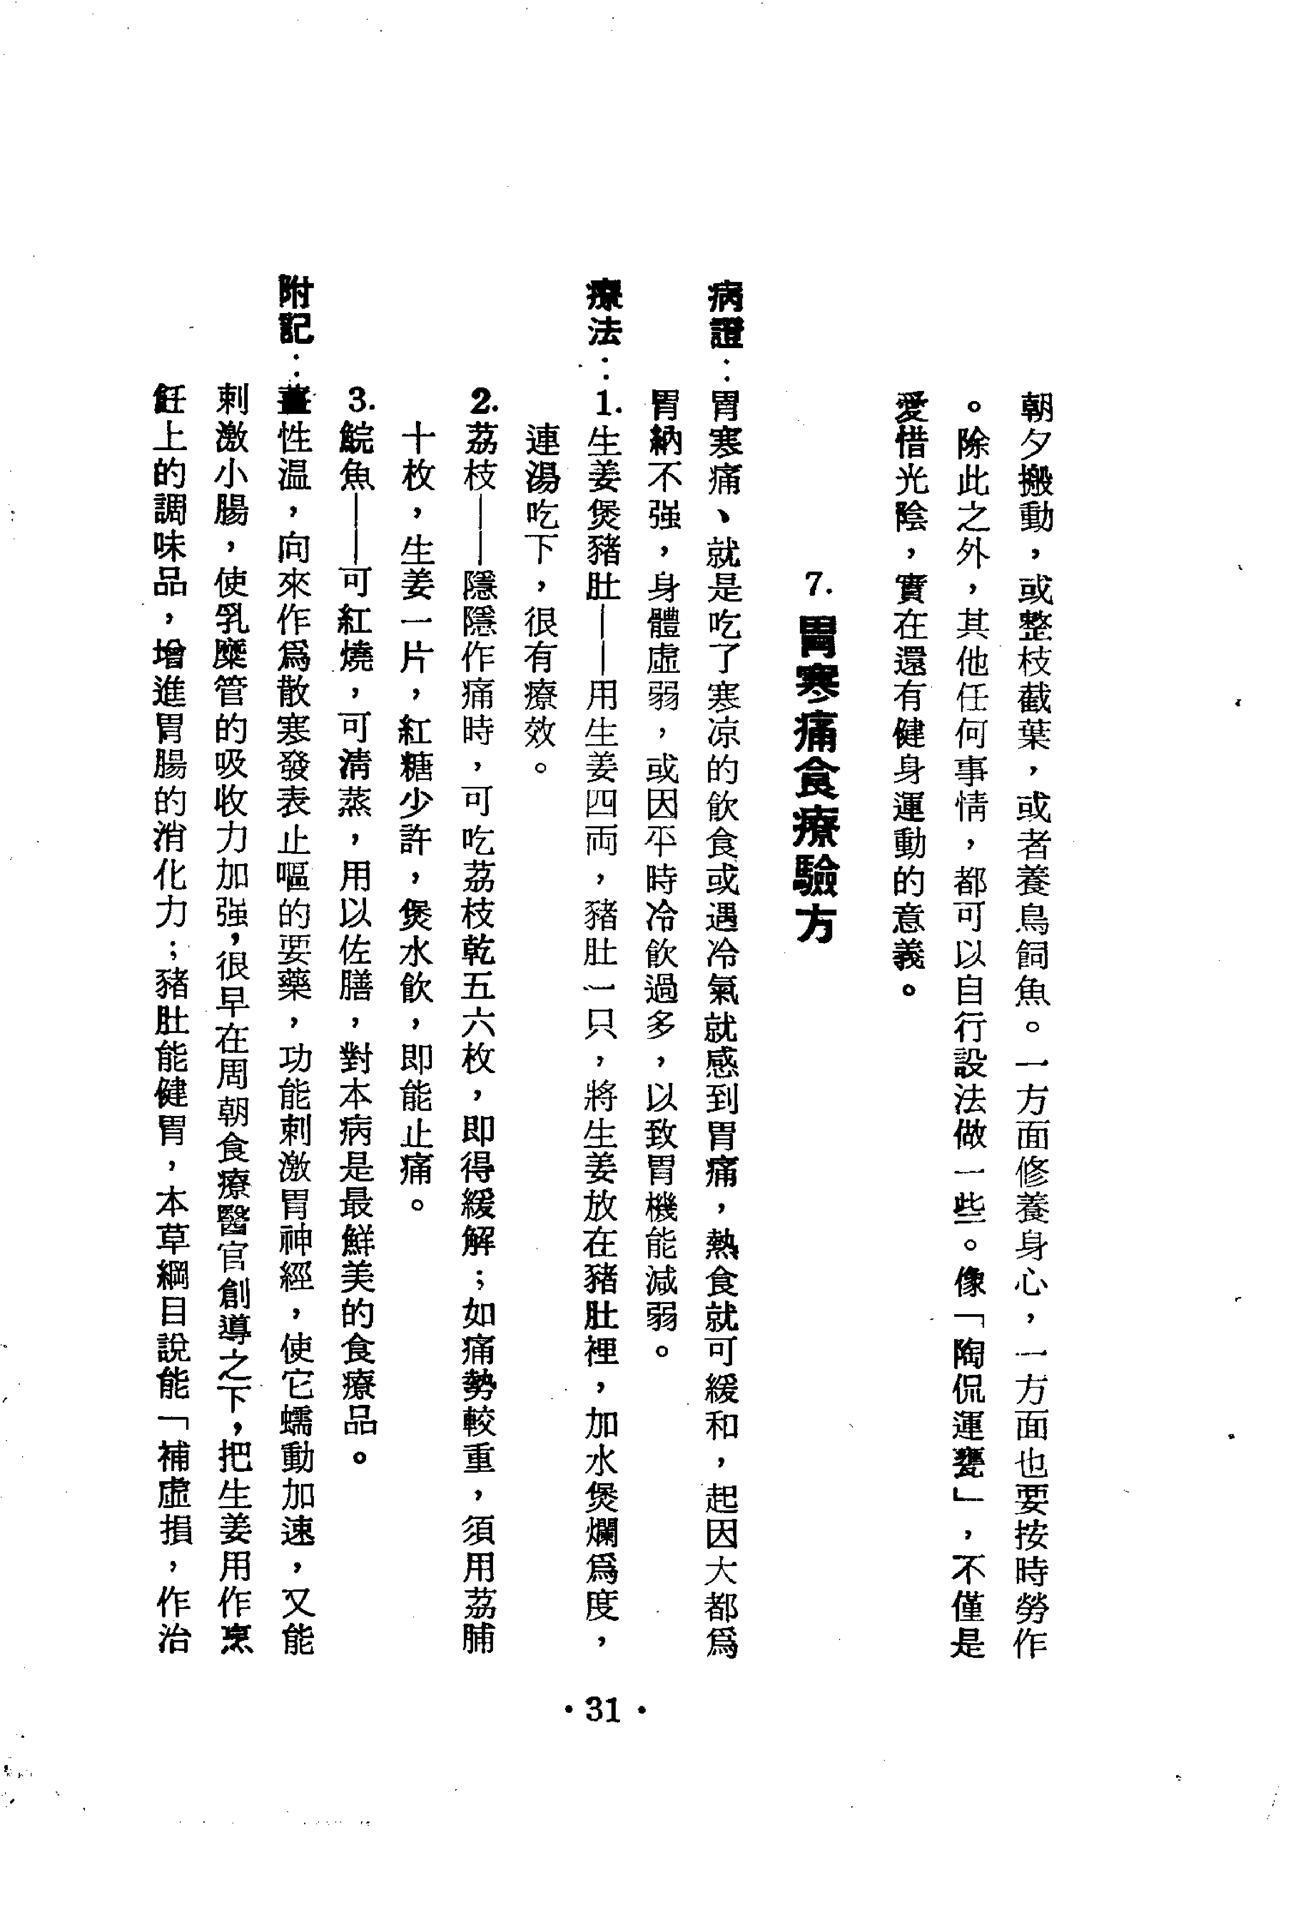 朝夕搬動，或整枝截葉，或者養鳥飼魚。一方面修養身心，一方面也要按時勞作
。除此之外，其他任何事情，都可以自行設法做一些。像「陶侃運甕」，不僅是
愛惜光陰，實在還有健身運動的意義。
7.胃寒痛食療驗方
病證：胃寒痛、就是吃了寒凉的飲食或遇冷氣就感到胃痛，熱食就可緩和，起因大都爲
胃納不强，身體虛弱，或因平時冷飲過多，以致胃機能減弱。
療法：1.生姜煲豬肚——用生姜四両，豬肚一只，將生姜放在豬肚裡，加水煲爛爲度，
連湯吃下，很有療效。
2.荔枝——隱隱作痛時，可吃荔枝乾五六枚，即得緩解；如痛勢較重，須用荔脯
十枚，生姜一片，紅糖少許，煲水飲，即能止痛。
3.鯇魚——可紅燒，可清蒸，用以佐膳，對本病是最鮮美的食療品。
附記：薑性温，向來作爲散寒發表止嘔的要藥，功能刺激胃神經，使它蠕動加速，又能
刺激小腸，使乳糜管的吸收力加强，很早在周朝食療醫官創導之下，把生姜用作烹
飪上的調味品，增進胃腸的消化力；豬肚能健胃，本草綱目說能「補虛損，作治
·31·